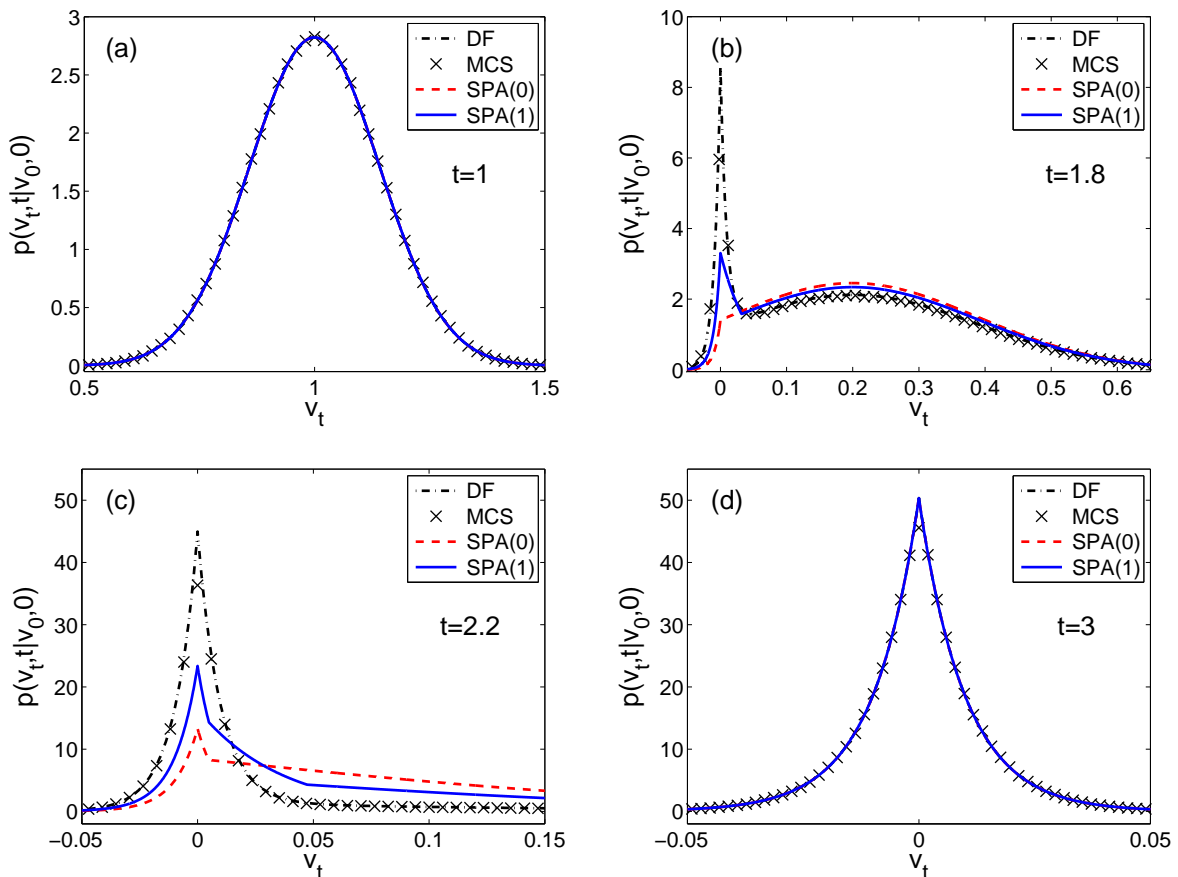 (a)
DF
MCS
SPA(0)
SPA(1)
t=1
p(v_t,t|v_0,0)
3
2.5
2
1.5
1
0.5
0
0.5
1
1.5
v_t
(b)
DF
MCS
SPA(0)
SPA(1)
t=1.8
p(v_t,t|v_0,0)
10
8
6
4
2
0
0
0.1
0.2
0.3
0.4
0.5
0.6
v_t
(c)
DF
MCS
SPA(0)
SPA(1)
t=2.2
p(v_t,t|v_0,0)
50
40
30
20
10
0
−0.05
0
0.05
0.1
0.15
v_t
(d)
DF
MCS
SPA(0)
SPA(1)
t=3
p(v_t,t|v_0,0)
50
40
30
20
10
0
−0.05
0
0.05
v_t